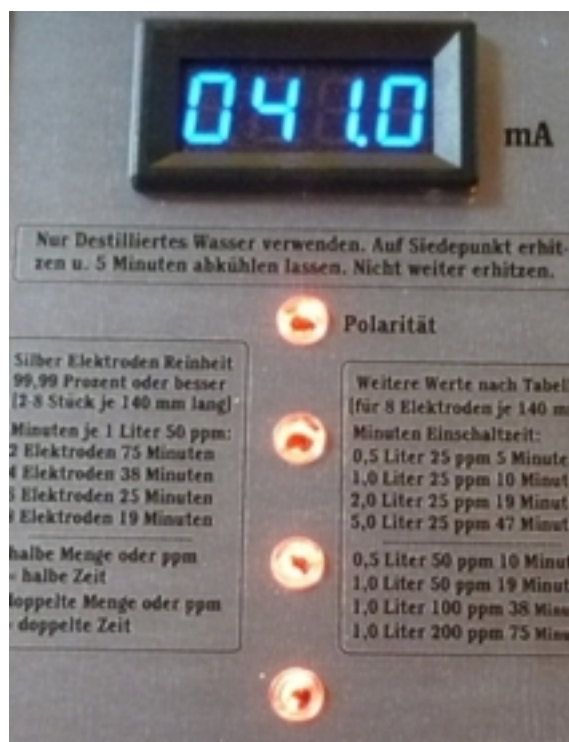 041.0
mA
Nur Destilliertes Wasser verwenden. Auf Siedepunkt erhit-
zen u. 5 Minuten abkühlen lassen. Nicht weiter erhitzen.
Polarität
Silber Elektroden Reinheit
99,99 Prozent oder besser
(2-8 Stück je 140 mm lang)
Minuten je 1 Liter 50 ppm:
2 Elektroden 75 Minuten
4 Elektroden 38 Minuten
Elektroden 25 Minuten
Elektroden 19 Minuten
halbe Menge oder ppm
- halbe Zeit
doppelte Menge oder ppm
- doppelte Zeit
Weitere Werte nach Tabell
(für 8 Elektroden je 140 m
Minuten Einschaltzeit:
0,5 Liter 25 ppm 5 Minute
1,0 Liter 25 ppm 10 Minut
2,0 Liter 25 ppm 19 Minut
5,0 Liter 25 ppm 47 Minut
0,5 Liter 50 ppm 10 Minut
1,0 Liter 50 ppm 19 Minut
1,0 Liter 100 ppm 38 Minu
1,0 Liter 200 ppm 75 Minu